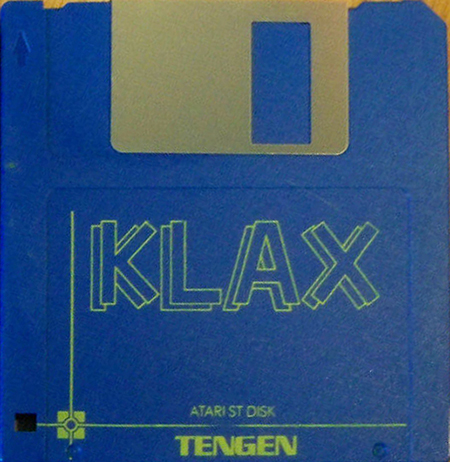 KLAX
ATARI ST DISK
TENGEN